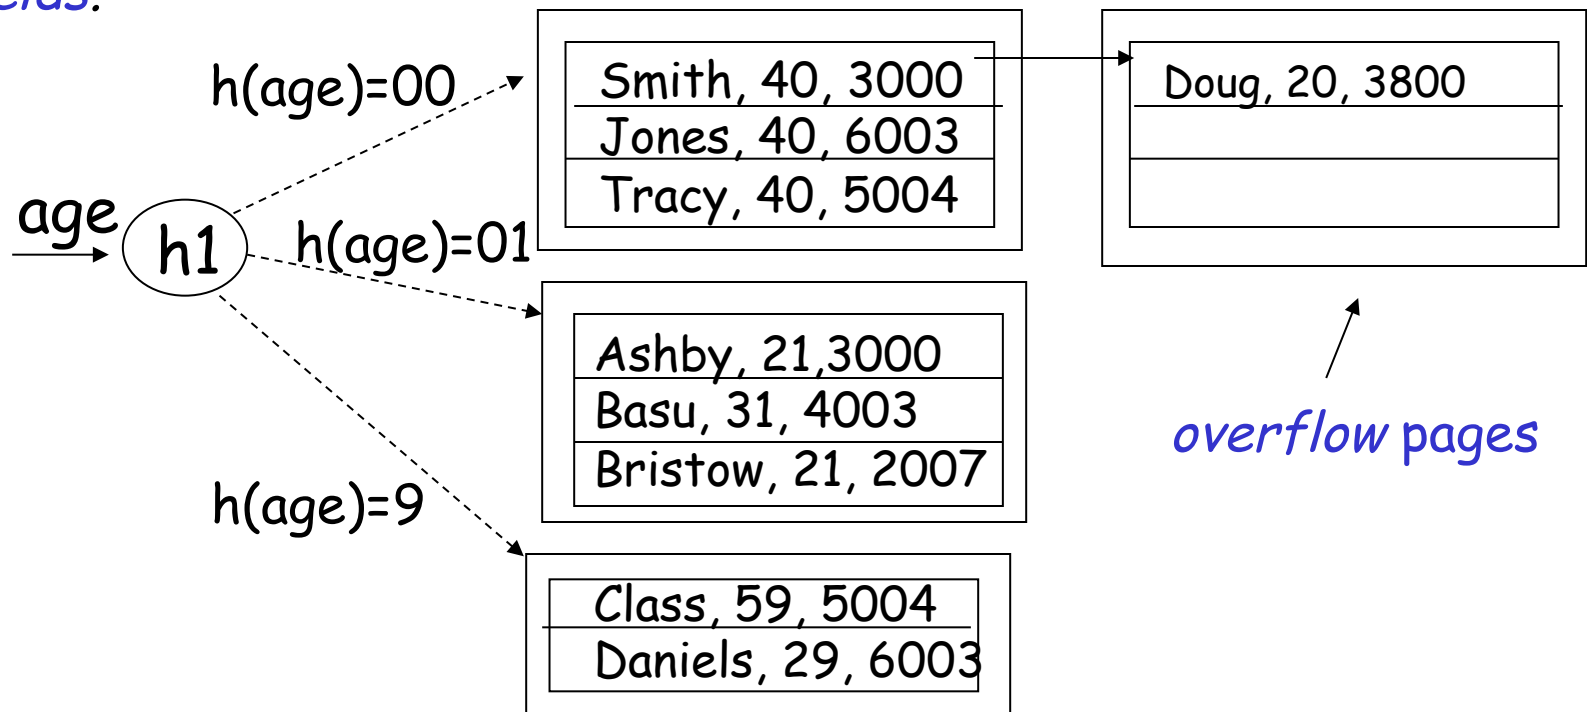 h(age)=00
Smith, 40, 3000
Jones, 40, 6003
Tracy, 40, 5004
Doug, 20, 3800
age
h1
h(age)=01
Ashby, 21,3000
Basu, 31, 4003
Bristow, 21, 2007
overflow pages
h(age)=9
Class, 59, 5004
Daniels, 29, 6003